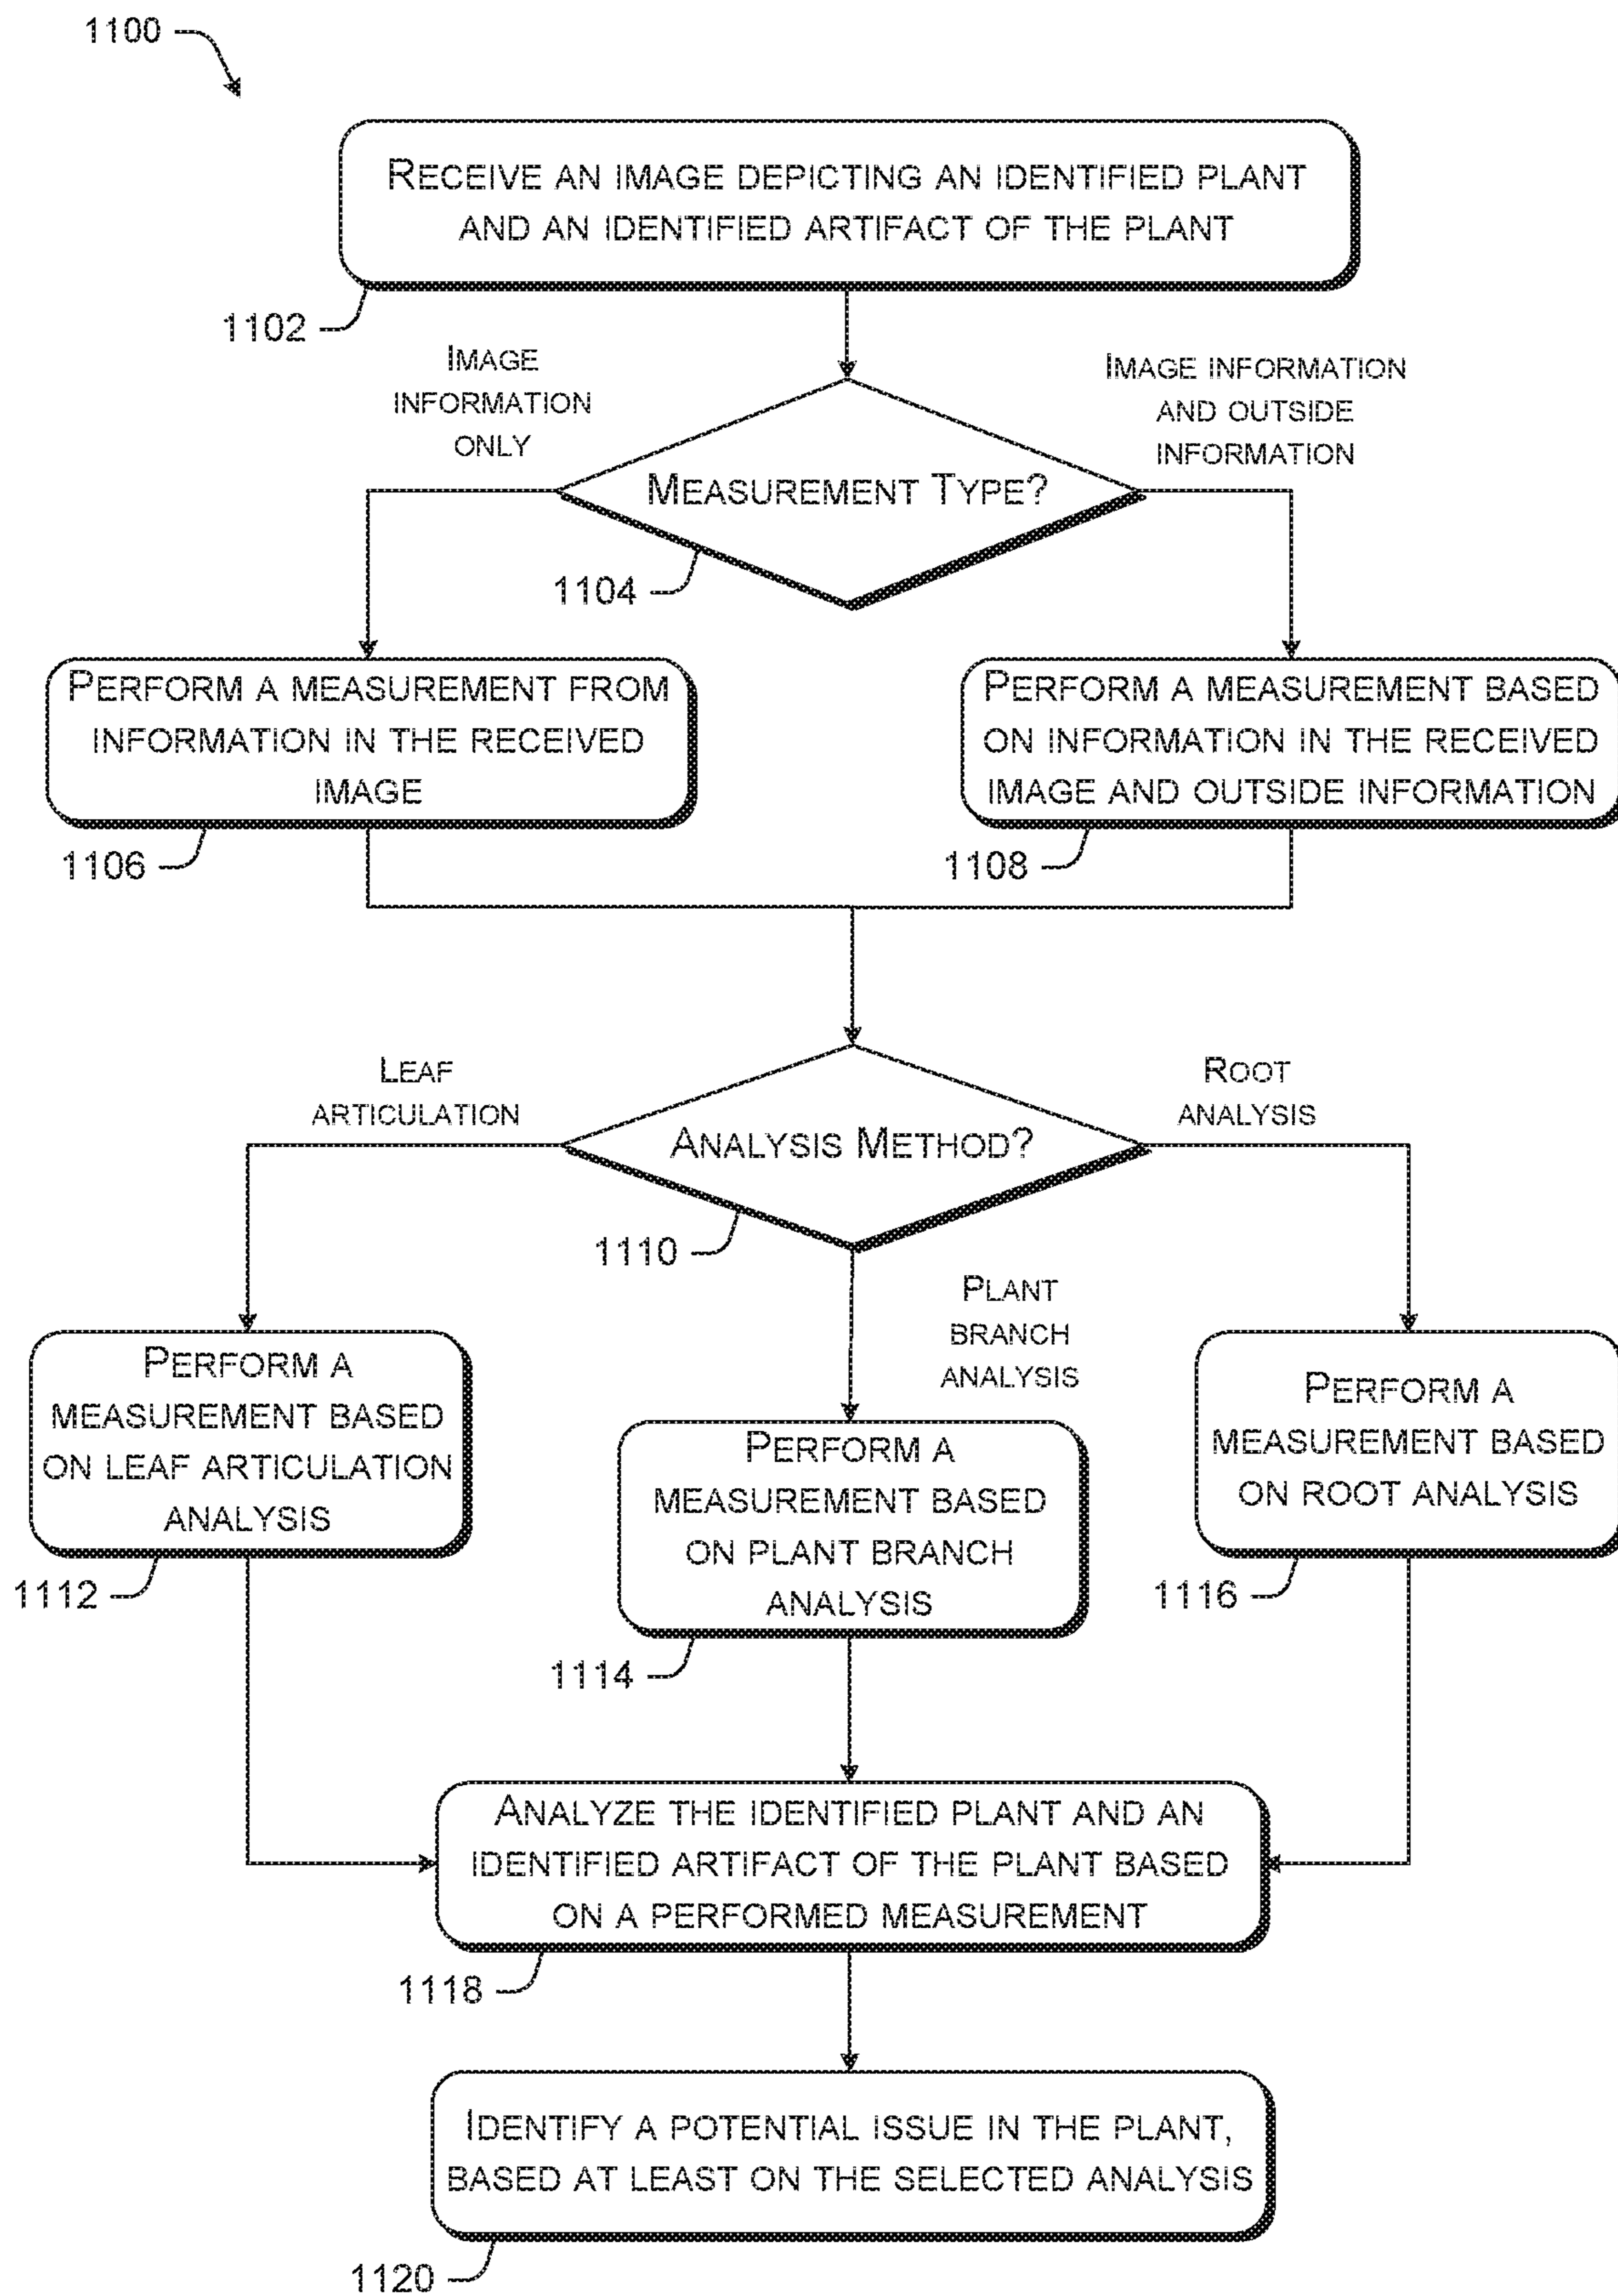 1100
RECEIVE AN IMAGE DEPICTING AN IDENTIFIED PLANT
AND AN IDENTIFIED ARTIFACT OF THE PLANT
1102
IMAGE
INFORMATION
ONLY
IMAGE INFORMATION
AND OUTSIDE
INFORMATION
MEASUREMENT TYPE?
1104
PERFORM A MEASUREMENT FROM
INFORMATION IN THE RECEIVED
IMAGE
1106
PERFORM A MEASUREMENT BASED
ON INFORMATION IN THE RECEIVED
IMAGE AND OUTSIDE INFORMATION
1108
LEAF
ARTICULATION
ROOT
ANALYSIS
ANALYSIS METHOD?
1110
PLANT
BRANCH
ANALYSIS
PERFORM A
MEASUREMENT BASED
ON LEAF ARTICULATION
ANALYSIS
1112
PERFORM A
MEASUREMENT BASED
ON PLANT BRANCH
ANALYSIS
1114
PERFORM A
MEASUREMENT BASED
ON ROOT ANALYSIS
1116
ANALYZE THE IDENTIFIED PLANT AND AN
IDENTIFIED ARTIFACT OF THE PLANT BASED
ON A PERFORMED MEASUREMENT
1118
IDENTIFY A POTENTIAL ISSUE IN THE PLANT,
BASED AT LEAST ON THE SELECTED ANALYSIS
1120